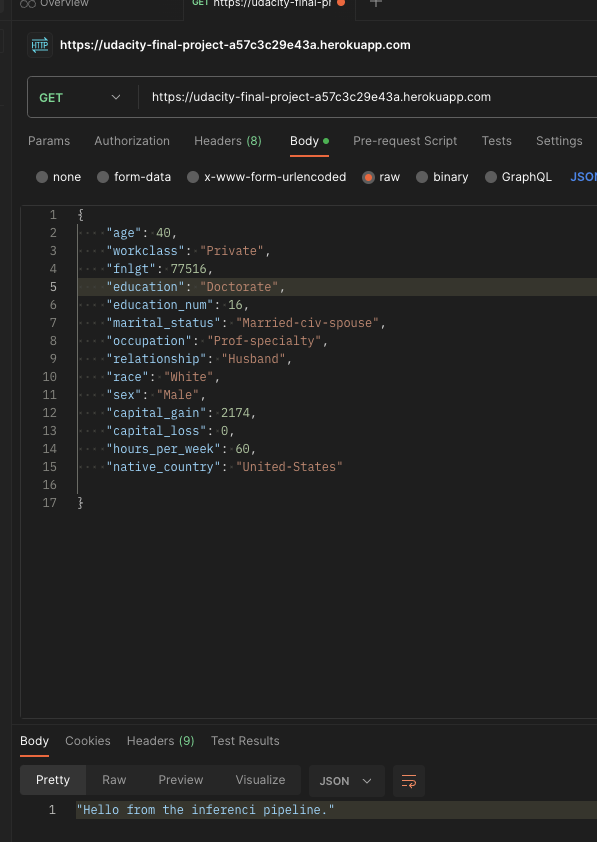 Overview GET https://udacity-final-pr
HTTP https://udacity-final-project-a57c3c29e43a.herokuapp.com
GET https://udacity-final-project-a57c3c29e43a.herokuapp.com
Params Authorization Headers (8) Body Pre-request Script Tests Settings
none form-data x-www-form-urlencoded raw binary GraphQL JSON
1 {
2 "age": 40,
3 "workclass": "Private",
4 "fnlgt": 77516,
5 "education": "Doctorate",
6 "education_num": 16,
7 "marital_status": "Married-civ-spouse",
8 "occupation": "Prof-specialty",
9 "relationship": "Husband",
10 "race": "White",
11 "sex": "Male",
12 "capital_gain": 2174,
13 "capital_loss": 0,
14 "hours_per_week": 60,
15 "native_country": "United-States"
16
17 }
Body Cookies Headers (9) Test Results
Pretty Raw Preview Visualize JSON
1 "Hello from the inferenci pipeline."